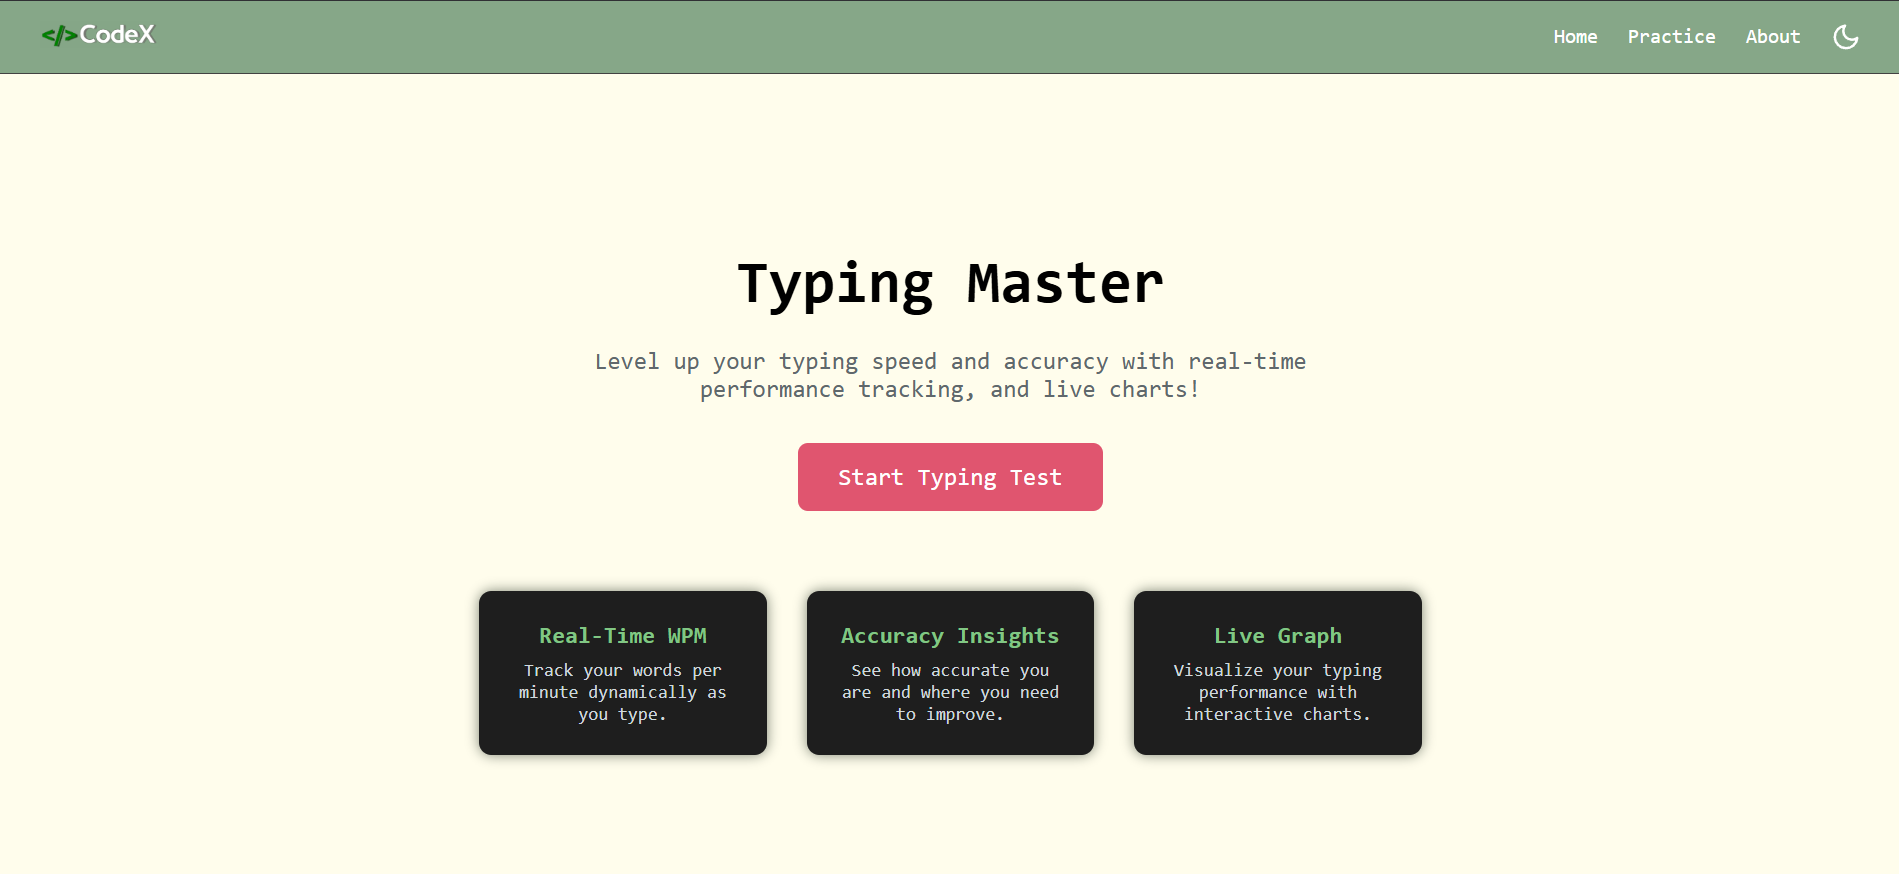 </>CodeX
Home Practice About
Typing Master
Level up your typing speed and accuracy with real-time
performance tracking, and live charts!
Start Typing Test
Real-Time WPM
Track your words per
minute dynamically as
you type.
Accuracy Insights
See how accurate you
are and where you need
to improve.
Live Graph
Visualize your typing
performance with
interactive charts.